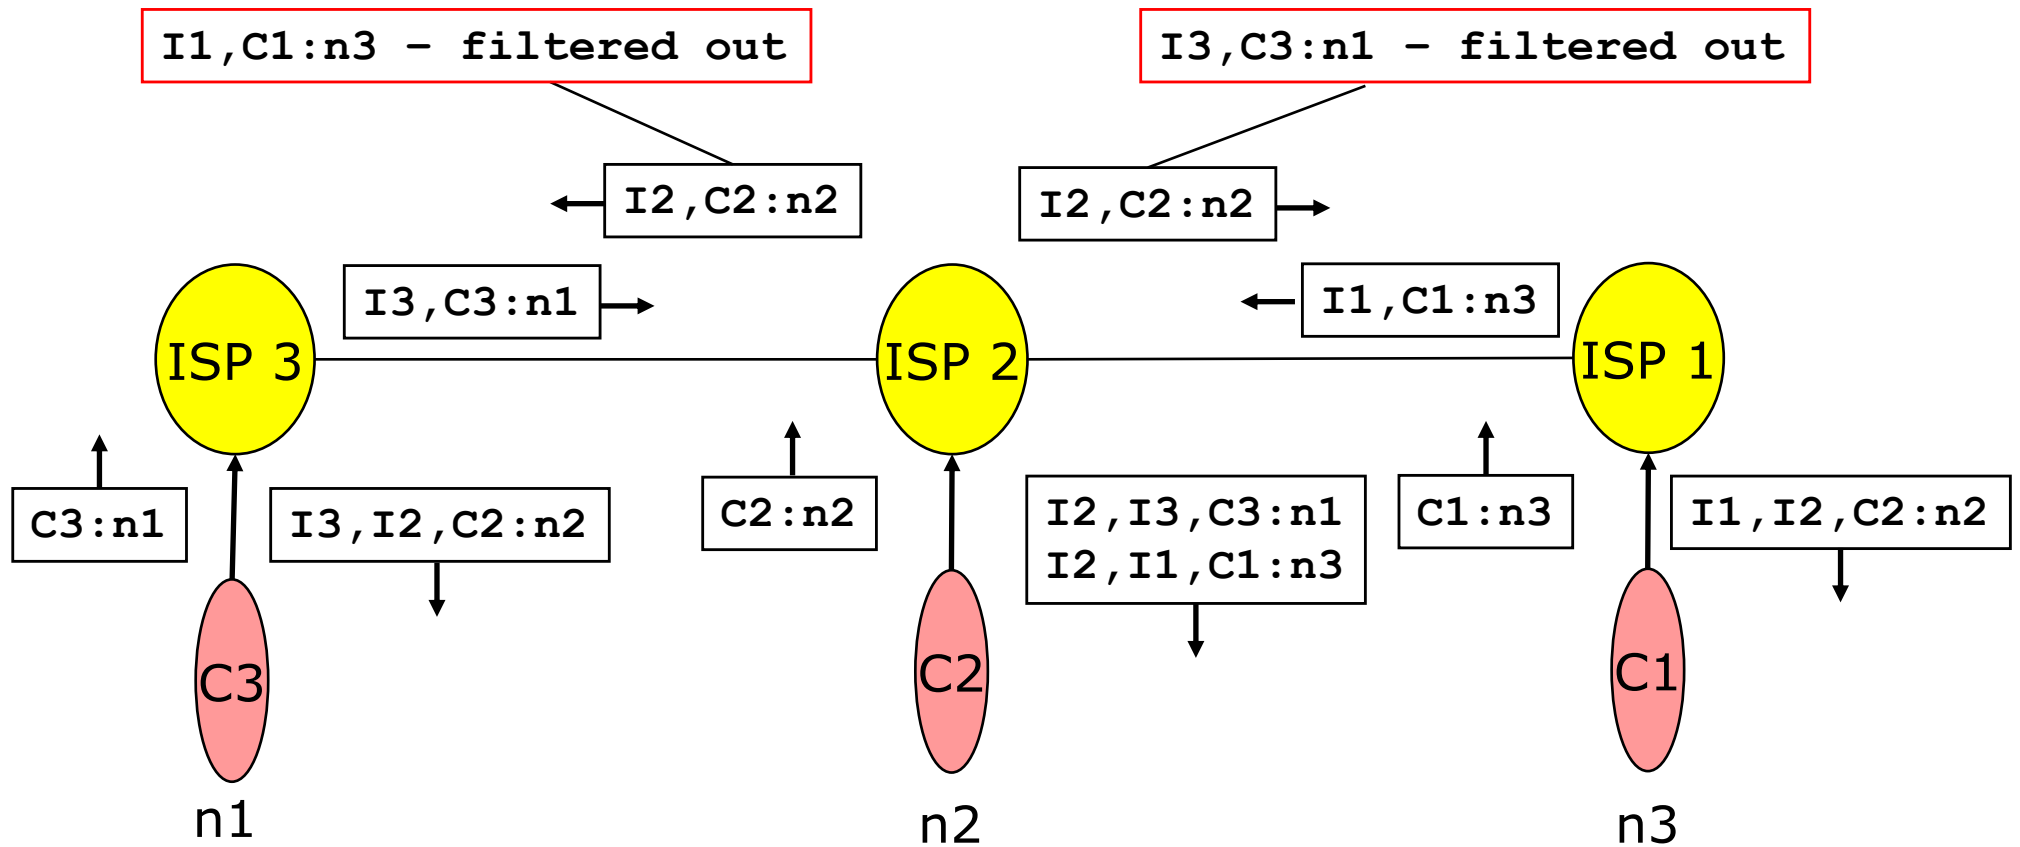 I1,C1:n3 – filtered out
I3,C3:n1 – filtered out
I2,C2:n2
I2,C2:n2
I3,C3:n1
I1,C1:n3
ISP 3
ISP 2
ISP 1
C3:n1
I3,I2,C2:n2
C2:n2
I2,I3,C3:n1
I2,I1,C1:n3
C1:n3
I1,I2,C2:n2
C3
C2
C1
n1
n2
n3